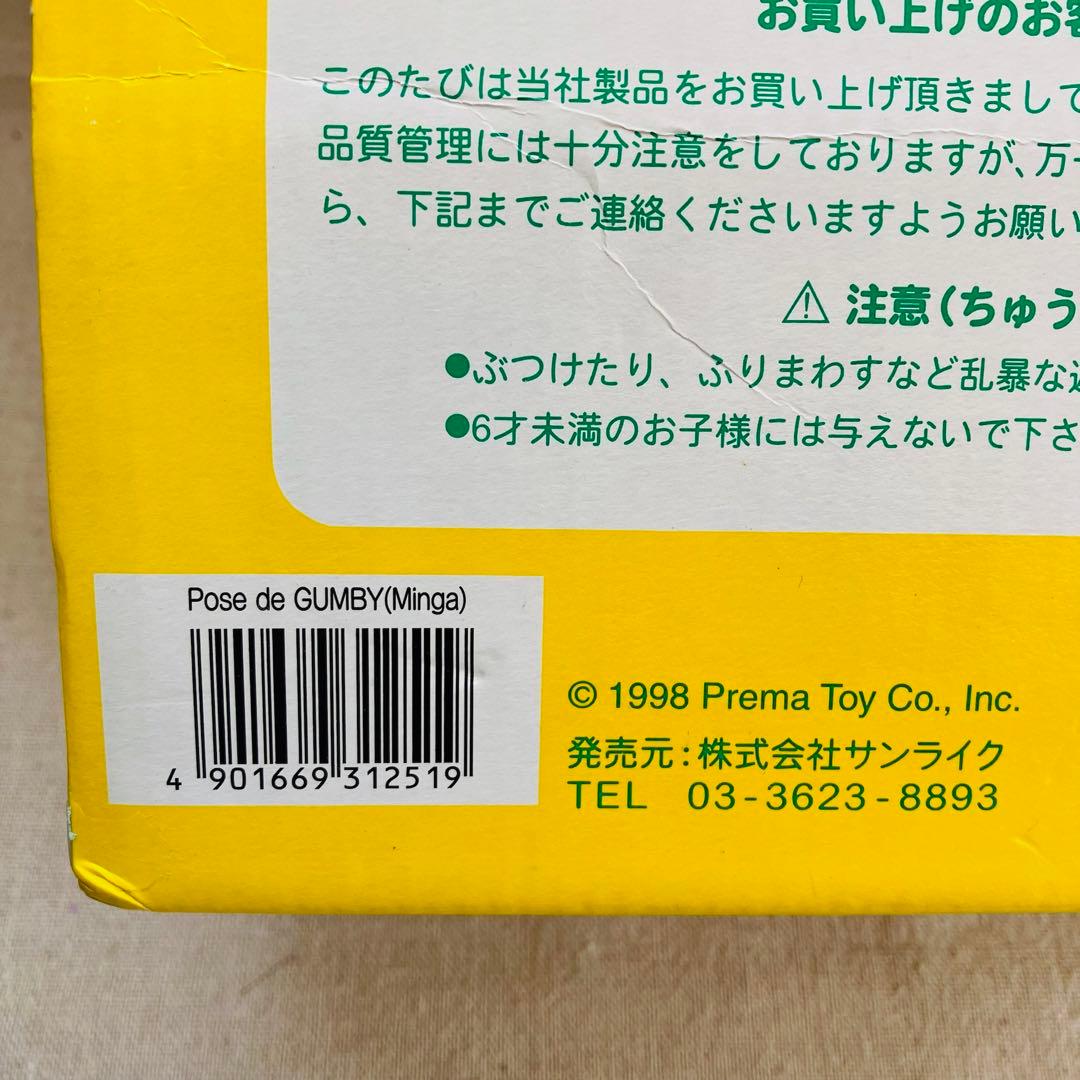 お買い上げのお客
このたびは当社製品をお買い上げ頂きまして
品質管理には十分注意をしておりますが、万一
ら、下記までご連絡くださいますようお願い
⚠ 注意(ちゅう
●ぶつけたり、ふりまわすなど乱暴な
●6才未満のお子様には与えないで下さ
Pose de GUMBY(Minga)
4 901669 312519
© 1998 Prema Toy Co., Inc.
発売元:株式会社サンライク
TEL 03-3623-8893